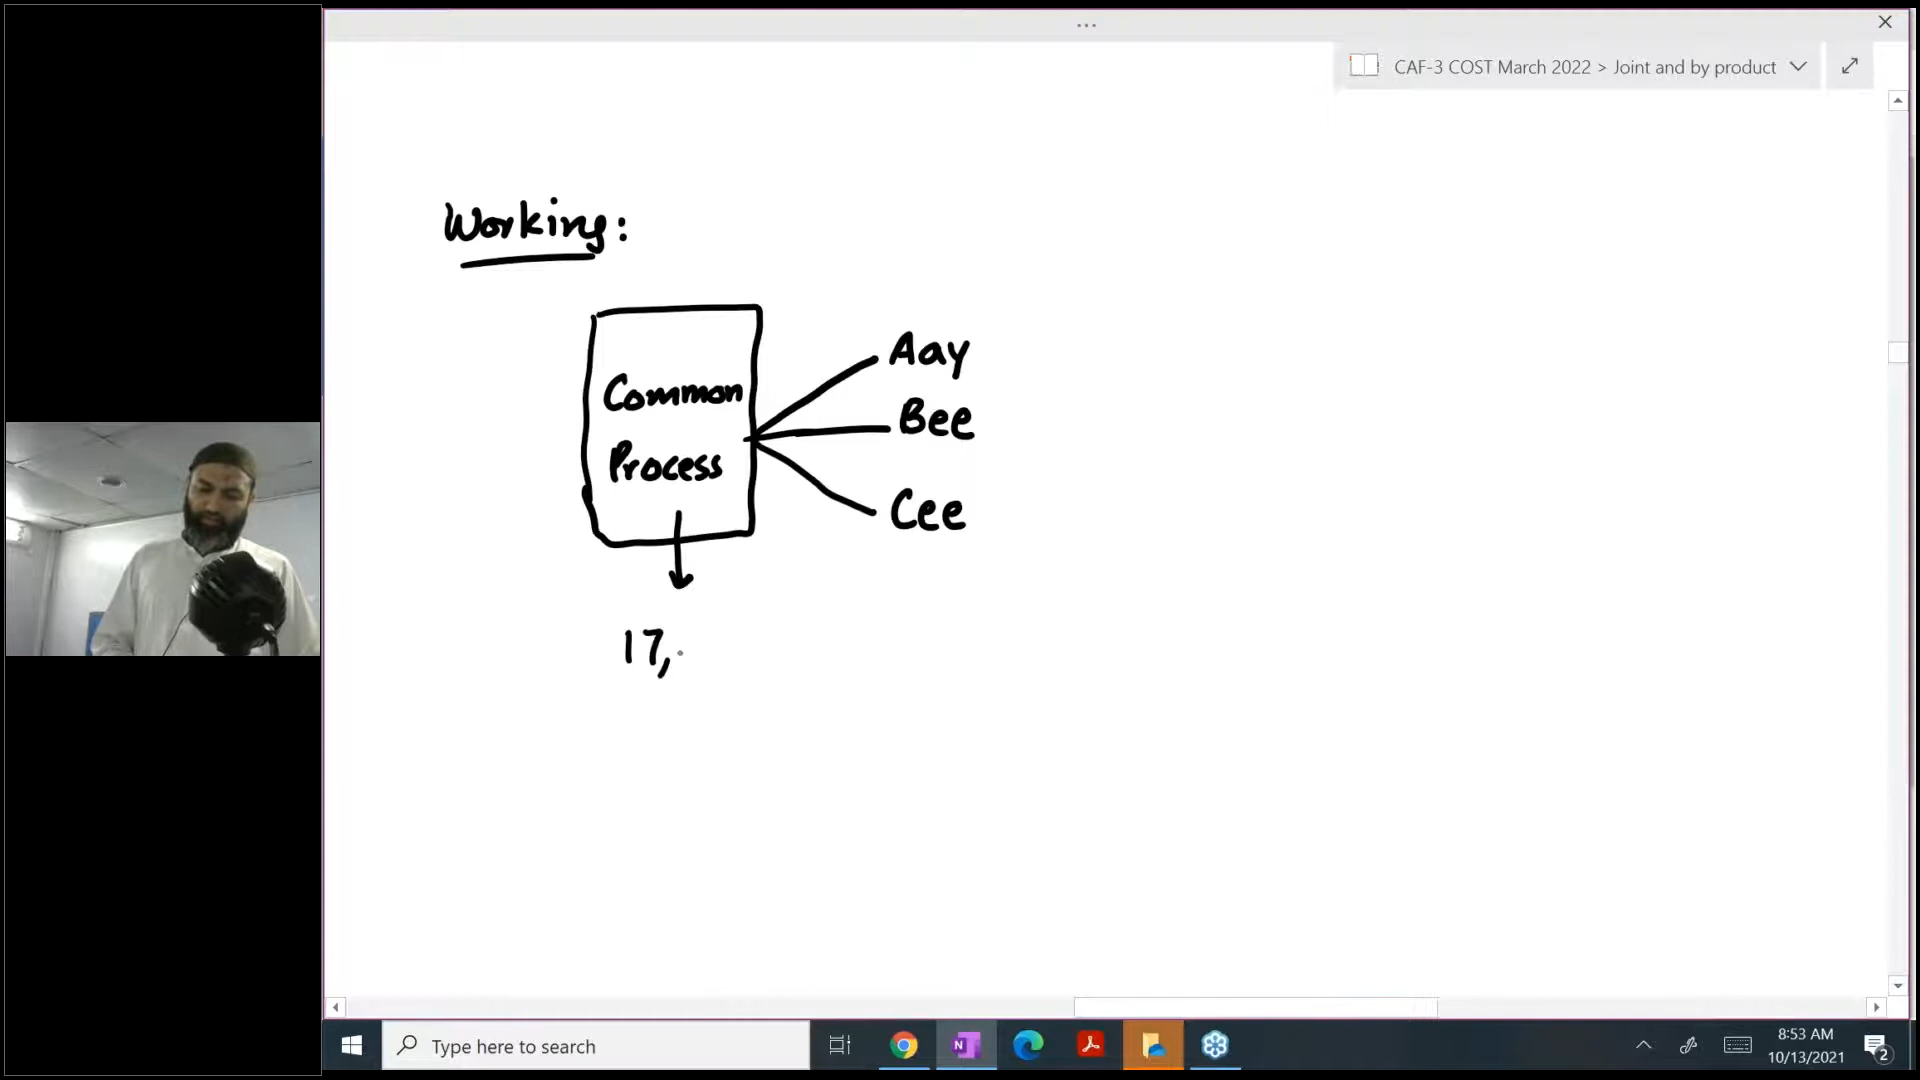 ...
CAF-3 COST March 2022 > Joint and by product
Working:
Common
Process
Aay
Bee
Cee
17,
Type here to search
N
8:53 AM
10/13/2021
2